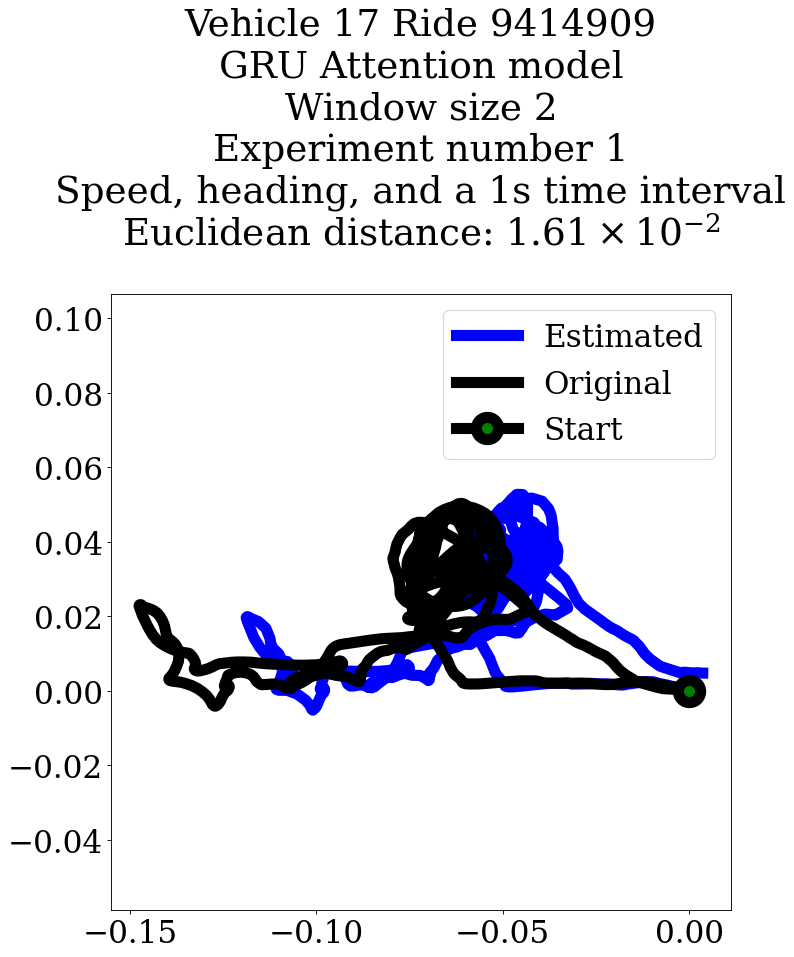 Vehicle 17 Ride 9414909
GRU Attention model
Window size 2
Experiment number 1
Speed, heading, and a 1s time interval
Euclidean distance: 1.61 × 10⁻²
Estimated
Original
Start
0.10
0.08
0.06
0.04
0.02
0.00
−0.02
−0.04
−0.15 −0.10 −0.05 0.00